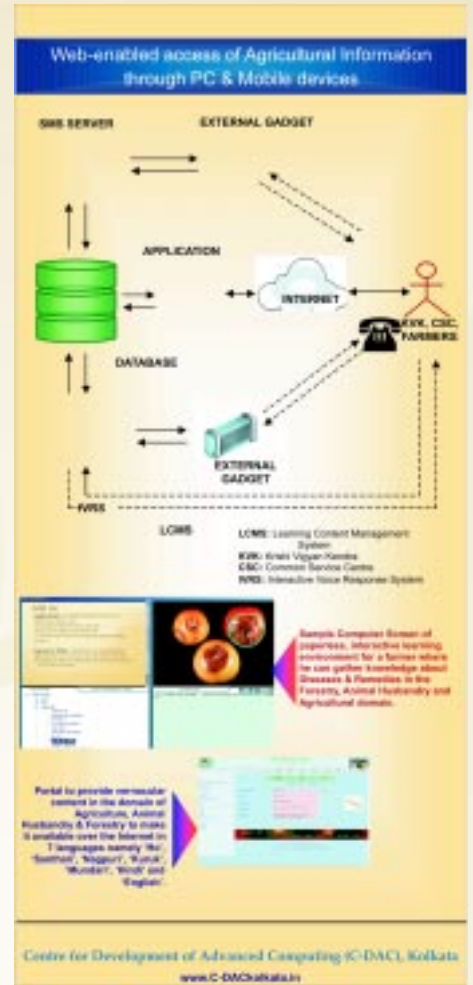 Web-enabled access of Agricultural Information
through PC & Mobile devices
SMS SERVER
EXTERNAL GADGET
APPLICATION
INTERNET
KVK, CSC,
FARMERS
DATABASE
EXTERNAL
GADGET
IVRS
LCMS
LCMS: Learning Content Management
System
KVK: Krishi Vigyan Kendra
CSC: Common Service Centre
IVRS: Interactive Voice Response System
Sample Computer Screen of
paperless, interactive learning
environment for a farmer where
he can gather knowledge about
Diseases & Remedies in the
Forestry, Animal Husbandry and
Agricultural domain.
Portal to provide vernacular
content in the domain of
Agriculture, Animal
Husbandry & Forestry to make
it available over the Internet in
7 languages namely 'Ho',
'Santhali', 'Nagpuri', 'Kuruk',
'Mundari', 'Hindi' and
'English'.
Centre for Development of Advanced Computing (C-DAC), Kolkata
www.C-DACkolkata.in